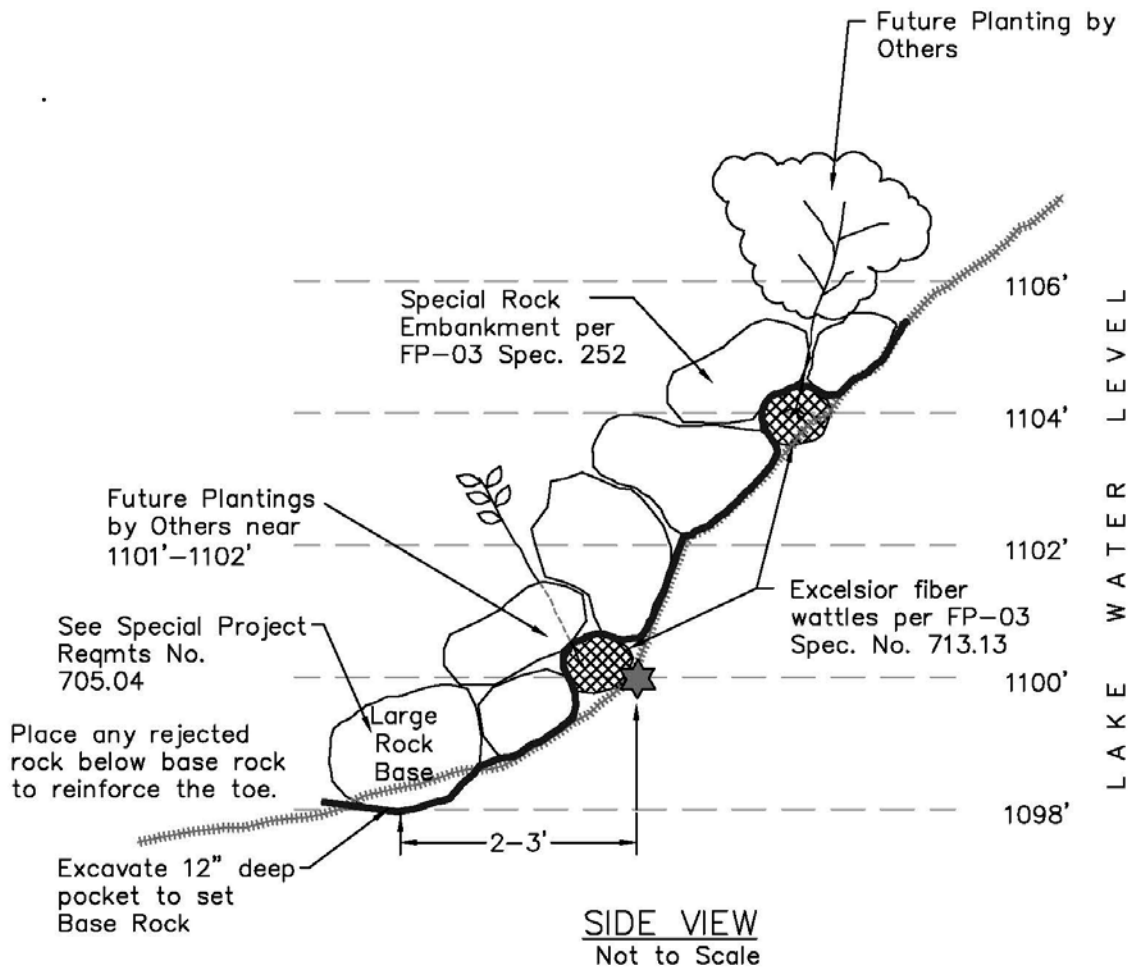 Future Planting by
Others
1106'
Special Rock
Embankment per
FP-03 Spec. 252
1104'
Future Plantings
by Others near
1101'-1102'
1102'
Excelsior fiber
wattles per FP-03
Spec. No. 713.13
See Special Project
Reqmts No.
705.04
1100'
Large
Rock
Base
Place any rejected
rock below base rock
to reinforce the toe.
1098'
2-3'
Excavate 12" deep
pocket to set
Base Rock
LAKE WATER LEVEL
SIDE VIEW
Not to Scale